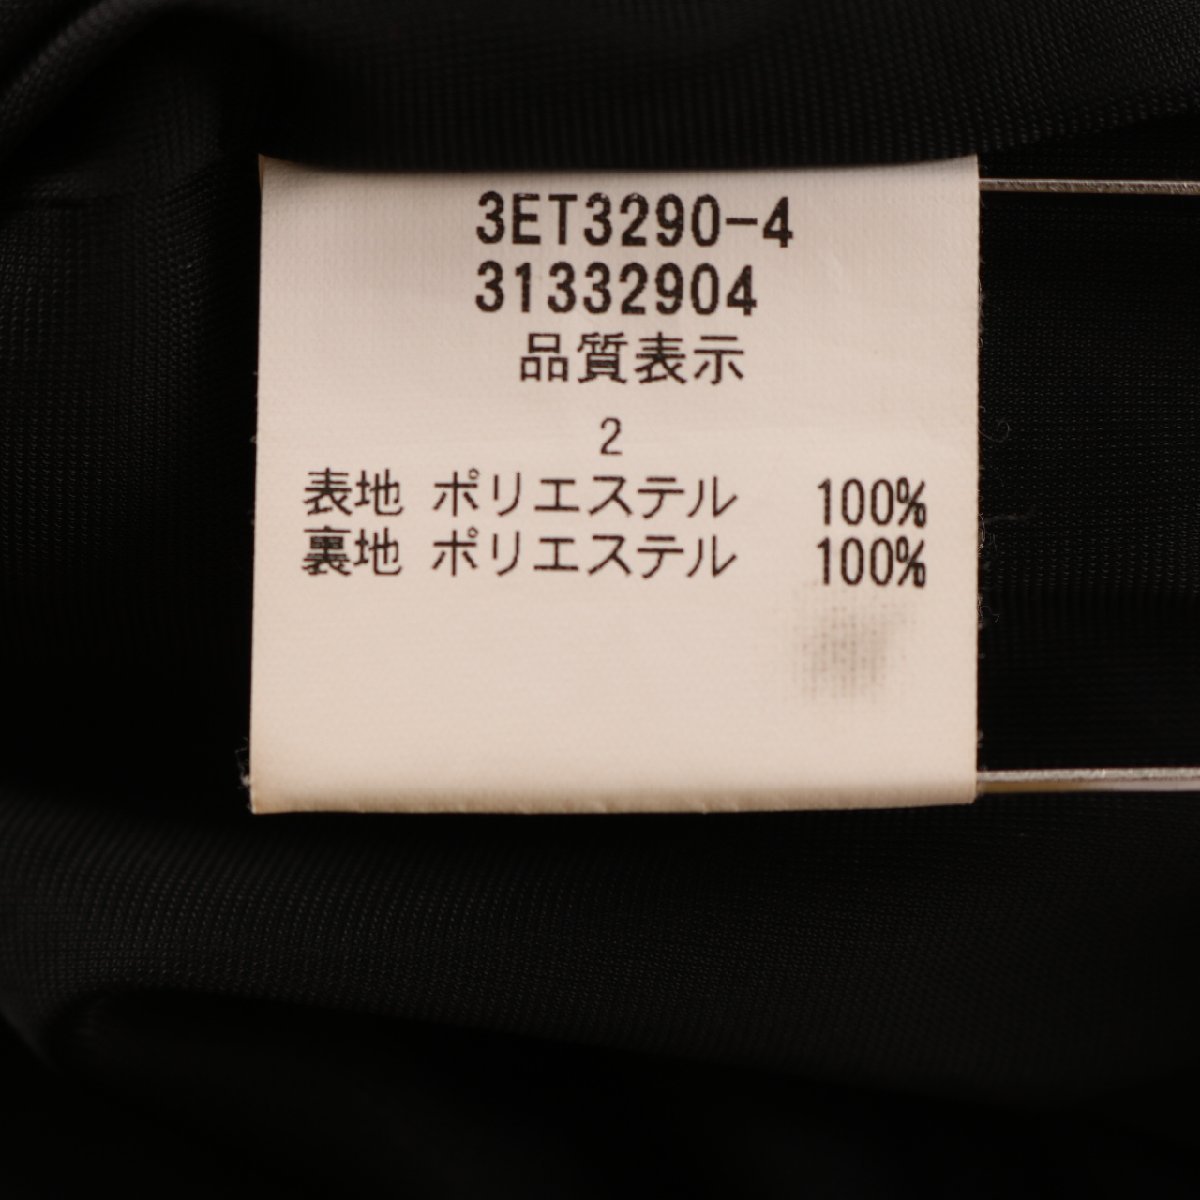 3ET3290-4
31332904
品質表示
2
表地 ポリエステル 100%
裏地 ポリエステル 100%